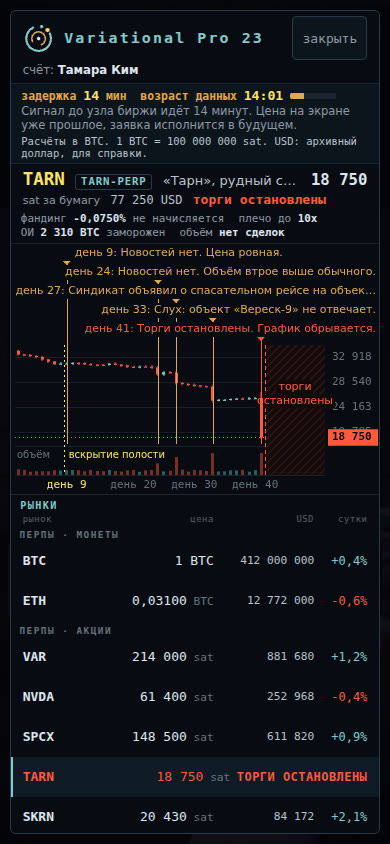 Variational Pro 23
закрыть
счёт: Тамара Ким
задержка 14 мин возраст данных 14:01
Сигнал до узла биржи идёт 14 минут. Цена на экране
уже прошлое, заявка исполнится в будущем.
Расчёты в BTC. 1 BTC = 100 000 000 sat. USD: архивный
доллар, для справки.
TARN TARN-PERP «Тарн», рудный с… 18 750
sat за бумагу 77 250 USD торги остановлены
фандинг -0,0750% не начисляется плечо до 10x
ОИ 2 310 BTC заморожен объём нет сделок
день 9: Новостей нет. Цена ровная.
день 24: Новостей нет. Объём втрое выше обычного.
день 27: Синдикат объявил о спасательном рейсе на объек…
день 33: Слух: объект «Вереск-9» не отвечает.
день 41: Торги остановлены. График обрывается.
32 918
28 540
торги
остановлены
24 163
18 750
объём
вскрытие полости
день 9 день 20 день 30 день 40
РЫНКИ
рынок цена USD сутки
ПЕРПЫ · МОНЕТЫ
BTC 1 BTC 412 000 000 +0,4%
ETH 0,03100 BTC 12 772 000 -0,6%
ПЕРПЫ · АКЦИИ
VAR 214 000 sat 881 680 +1,2%
NVDA 61 400 sat 252 968 -0,4%
SPCX 148 500 sat 611 820 +0,9%
TARN 18 750 sat ТОРГИ ОСТАНОВЛЕНЫ
SKRN 20 430 sat 84 172 +2,1%